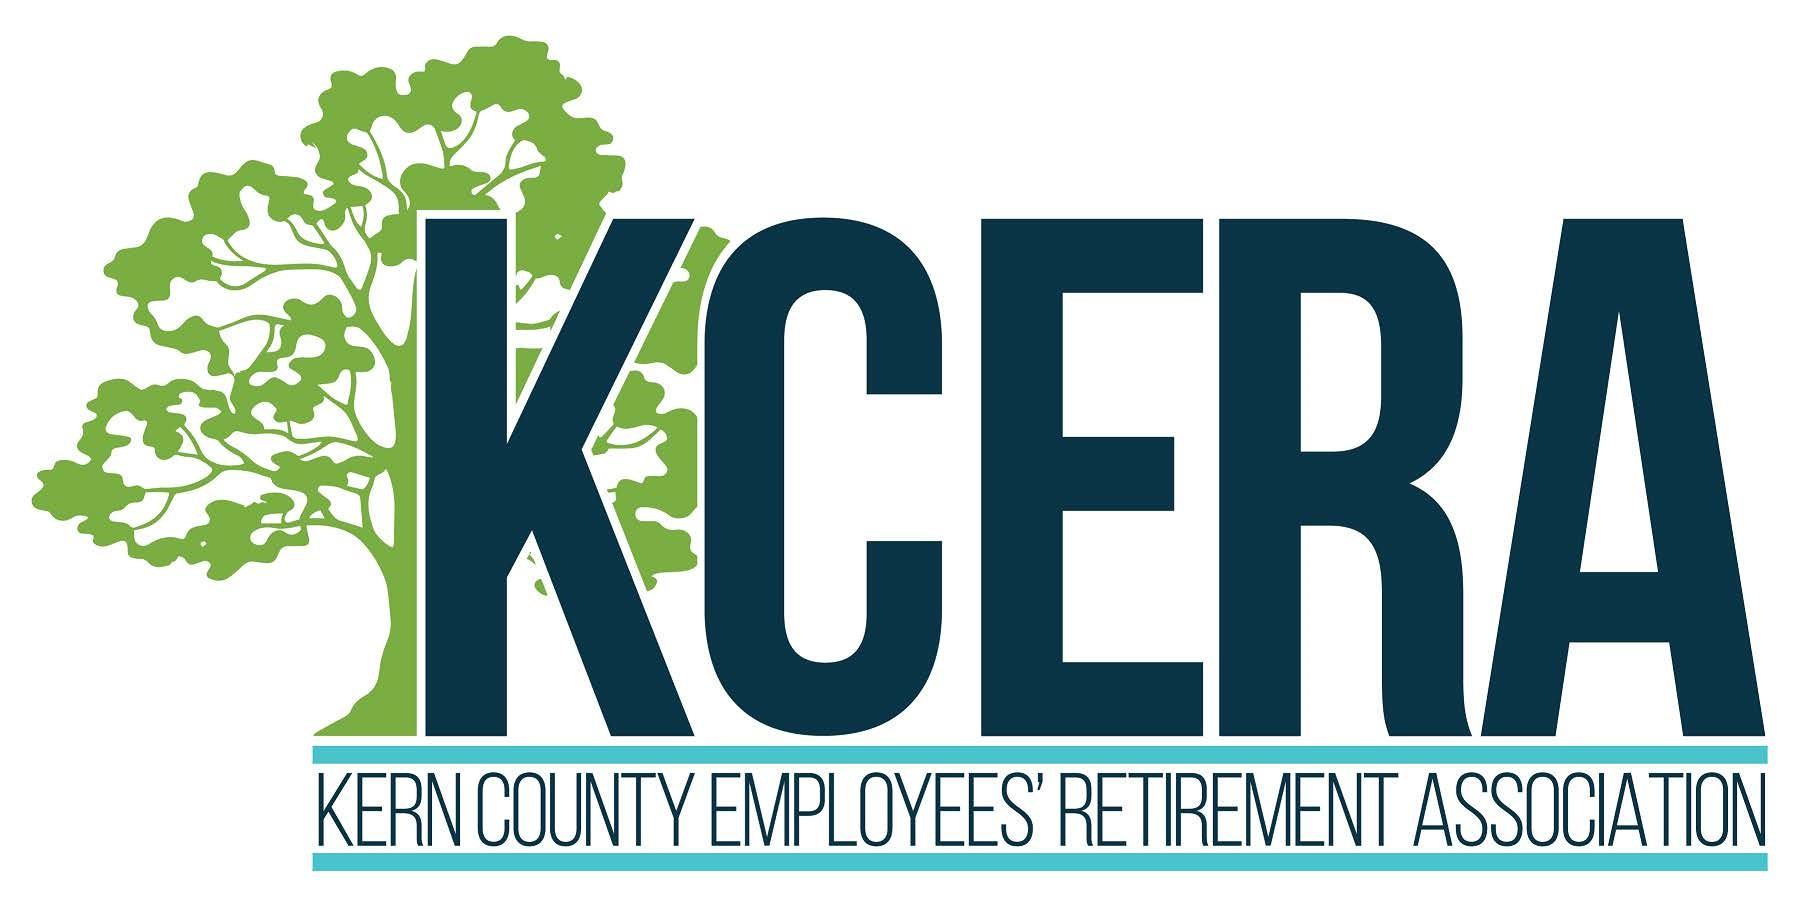 KCERA
KERN COUNTY EMPLOYEES’ RETIREMENT ASSOCIATION